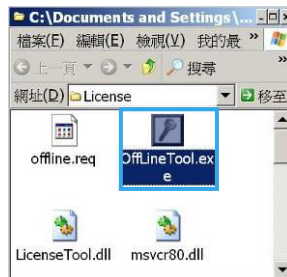 C:\Documents and Settings\...
檔案(F) 編輯(E) 檢視(V) 我的最 »
上一頁 搜尋 »
網址(D) License 移至
offline.req
OffLineTool.ex
e
LicenseTool.dll
msvcr80.dll